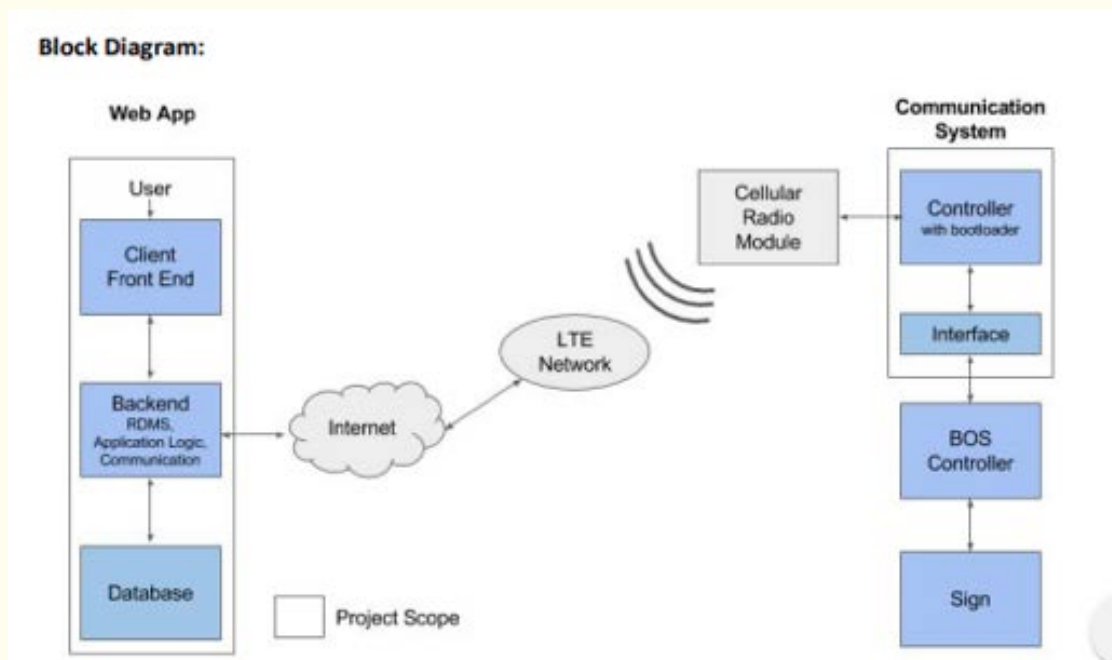 Block Diagram:
Web App
User
Client
Front End
Backend
RDMS,
Application Logic,
Communication
Database
Internet
LTE
Network
Cellular
Radio
Module
Communication
System
Controller
with bootloader
Interface
BOS
Controller
Sign
Project Scope